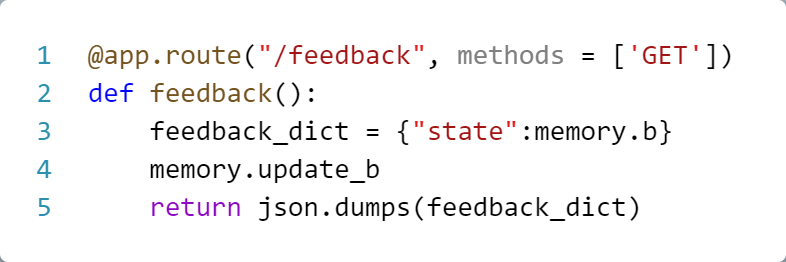 1 @app.route("/feedback", methods = ['GET'])
2 def feedback():
3     feedback_dict = {"state":memory.b}
4     memory.update_b
5     return json.dumps(feedback_dict)